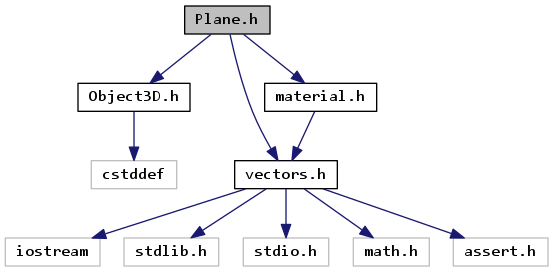 Plane.h
Object3D.h
material.h
cstddef
vectors.h
iostream
stdlib.h
stdio.h
math.h
assert.h